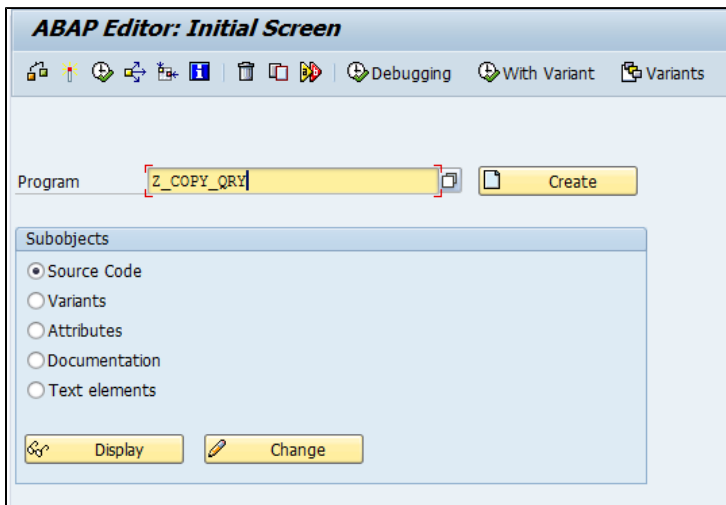 ABAP Editor: Initial Screen
Debugging With Variant Variants
Program Z_COPY_QRY Create
Subobjects
Source Code
Variants
Attributes
Documentation
Text elements
Display Change